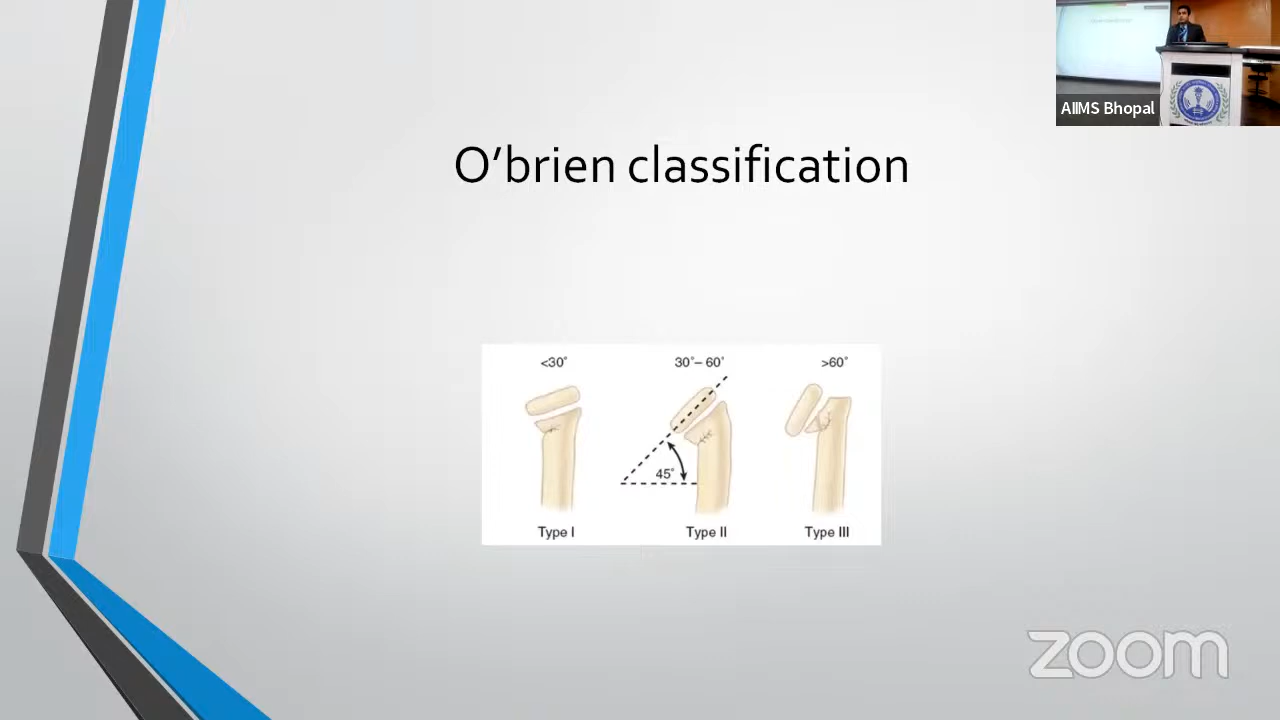 AIIMS Bhopal
O’brien classification
<30° 30°– 60° >60°
45°
Type I Type II Type III
zoom